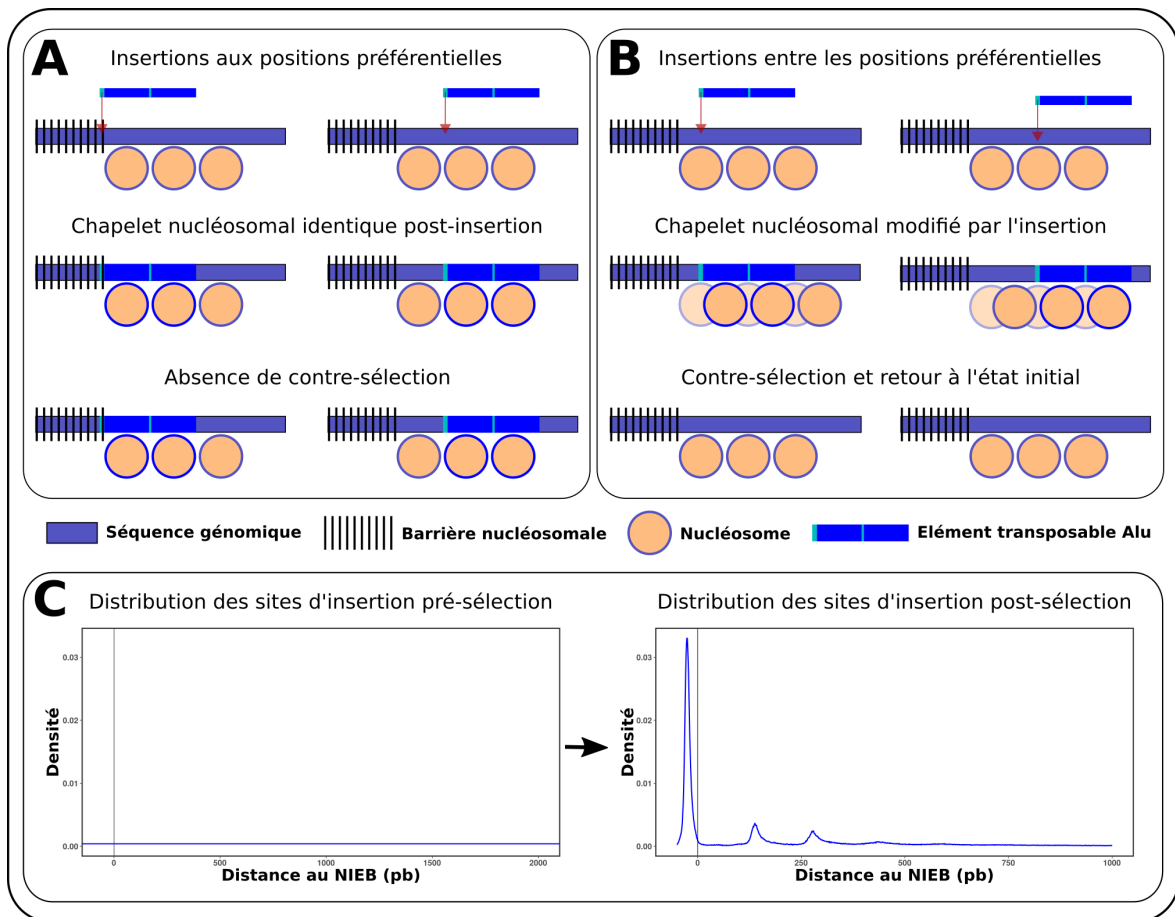 A
Insertions aux positions préférentielles
Chapelet nucléosomal identique post-insertion
Absence de contre-sélection
B
Insertions entre les positions préférentielles
Chapelet nucléosomal modifié par l'insertion
Contre-sélection et retour à l'état initial
Séquence génomique
Barrière nucléosomale
Nucléosome
Elément transposable Alu
C
Distribution des sites d'insertion pré-sélection
Densité
0.03
0.02
0.01
0.00
0
500
1000
1500
2000
Distance au NIEB (pb)
Distribution des sites d'insertion post-sélection
Densité
0.03
0.02
0.01
0.00
0
250
500
750
1000
Distance au NIEB (pb)